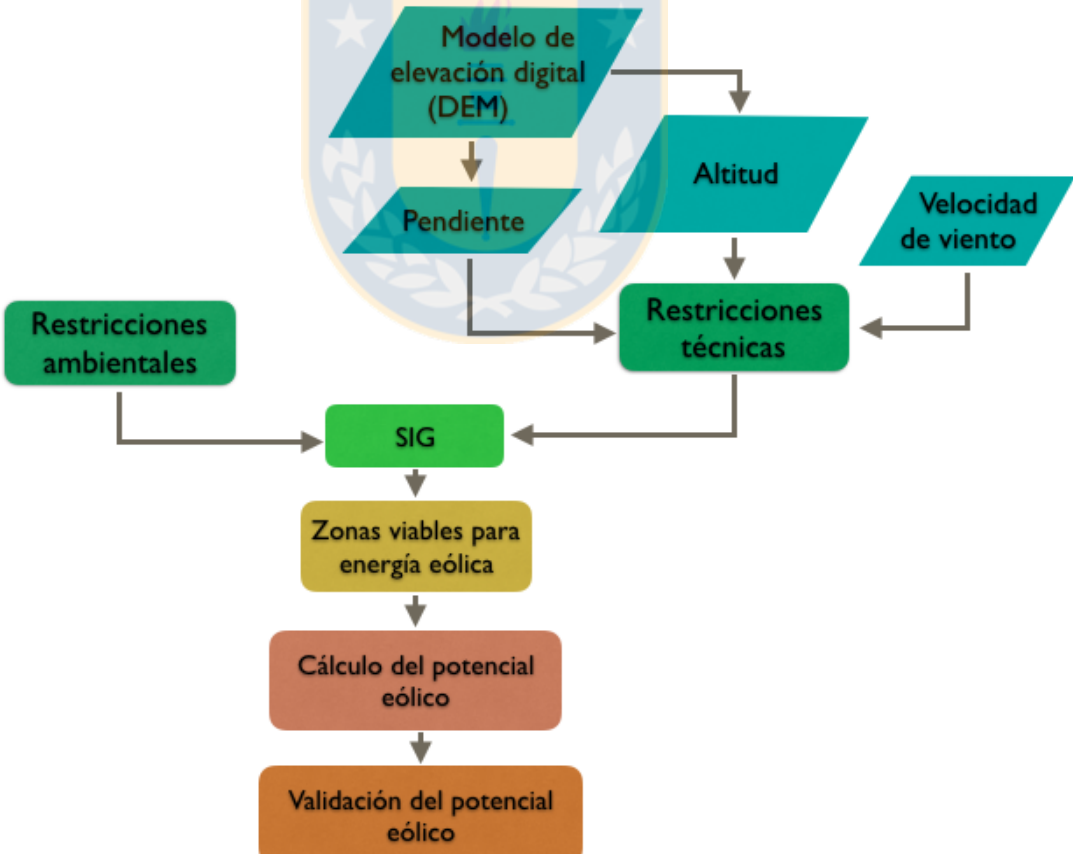 Modelo de
elevación digital
(DEM)
Altitud
Pendiente
Velocidad
de viento
Restricciones
ambientales
Restricciones
técnicas
SIG
Zonas viables para
energía eólica
Cálculo del potencial
eólico
Validación del potencial
eólico